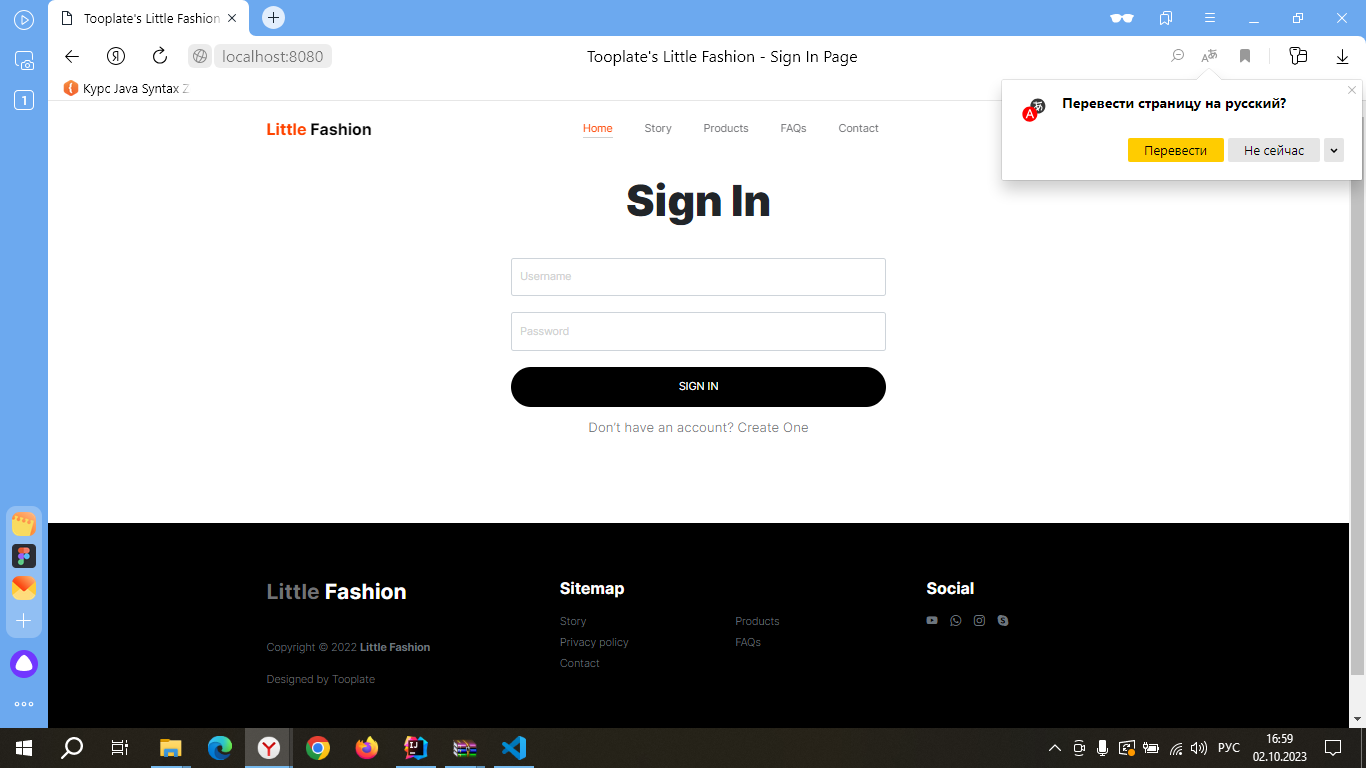 Tooplate's Little Fashion
localhost:8080
Tooplate's Little Fashion - Sign In Page
1
Курс Java Syntax Z
Перевести страницу на русский?
Перевести
Не сейчас
Little Fashion
Home
Story
Products
FAQs
Contact
Sign In
Username
Password
SIGN IN
Don't have an account? Create One
Little Fashion
Sitemap
Social
Story
Products
Privacy policy
FAQs
Contact
Copyright © 2022 Little Fashion
Designed by Tooplate
РУС
16:59
02.10.2023